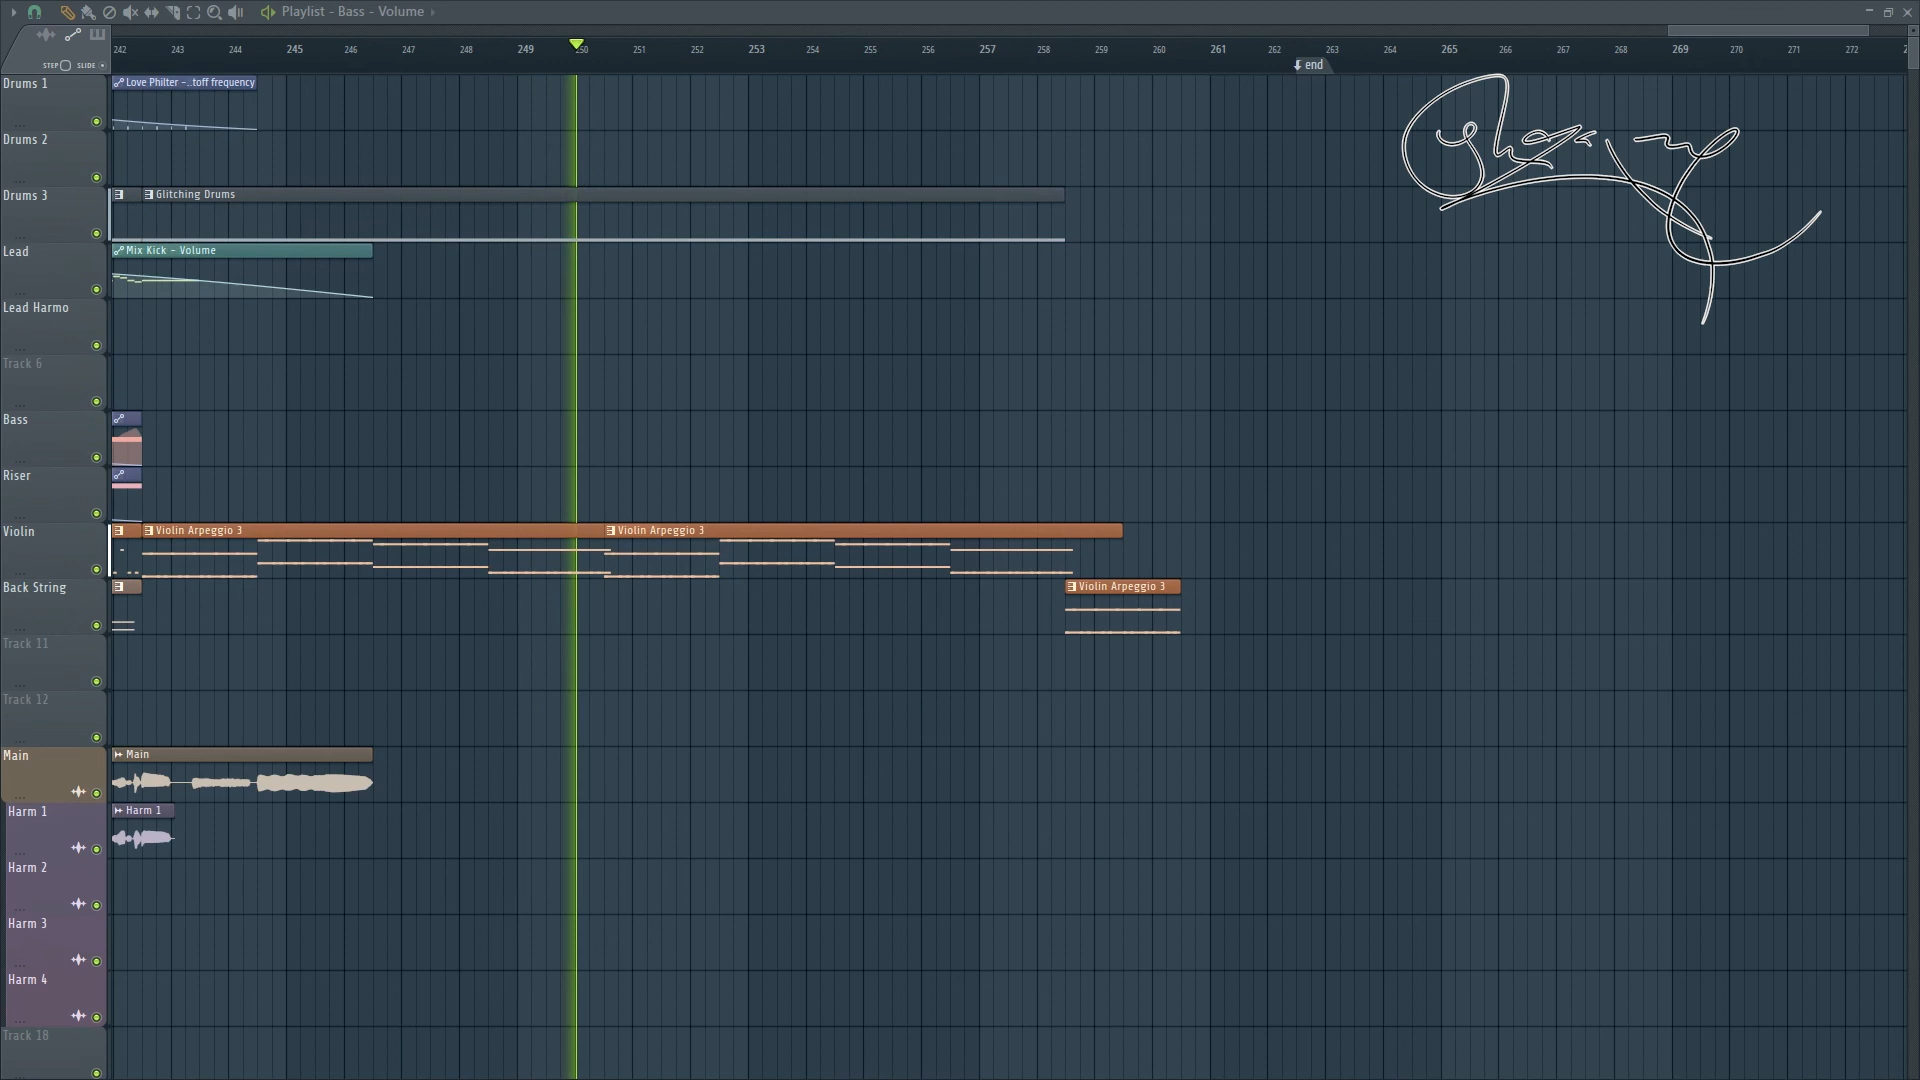 Playlist - Bass - Volume
242 243 244 245 246 247 248 249 250 251 252 253 254 255 256 257 258 259 260 261 262 263 264 265 266 267 268 269 270 271 272
STEP SLIDE
end
Drums 1
Love Philter -..toff frequency
Drums 2
Drums 3
Glitching Drums
Lead
Mix Kick - Volume
Lead Harmo
Track 6
Bass
Riser
Violin
Violin Arpeggio 3
Violin Arpeggio 3
Back String
Violin Arpeggio 3
Track 11
Track 12
Main
Main
Harm 1
Harm 1
Harm 2
Harm 3
Harm 4
Track 18